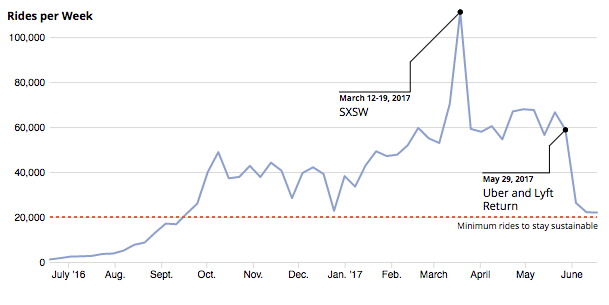 Rides per Week
100,000
80,000
60,000
40,000
20,000
0
March 12-19, 2017
SXSW
May 29, 2017
Uber and Lyft
Return
Minimum rides to stay sustainable
July '16 Aug. Sept. Oct. Nov. Dec. Jan. '17 Feb. March April May June